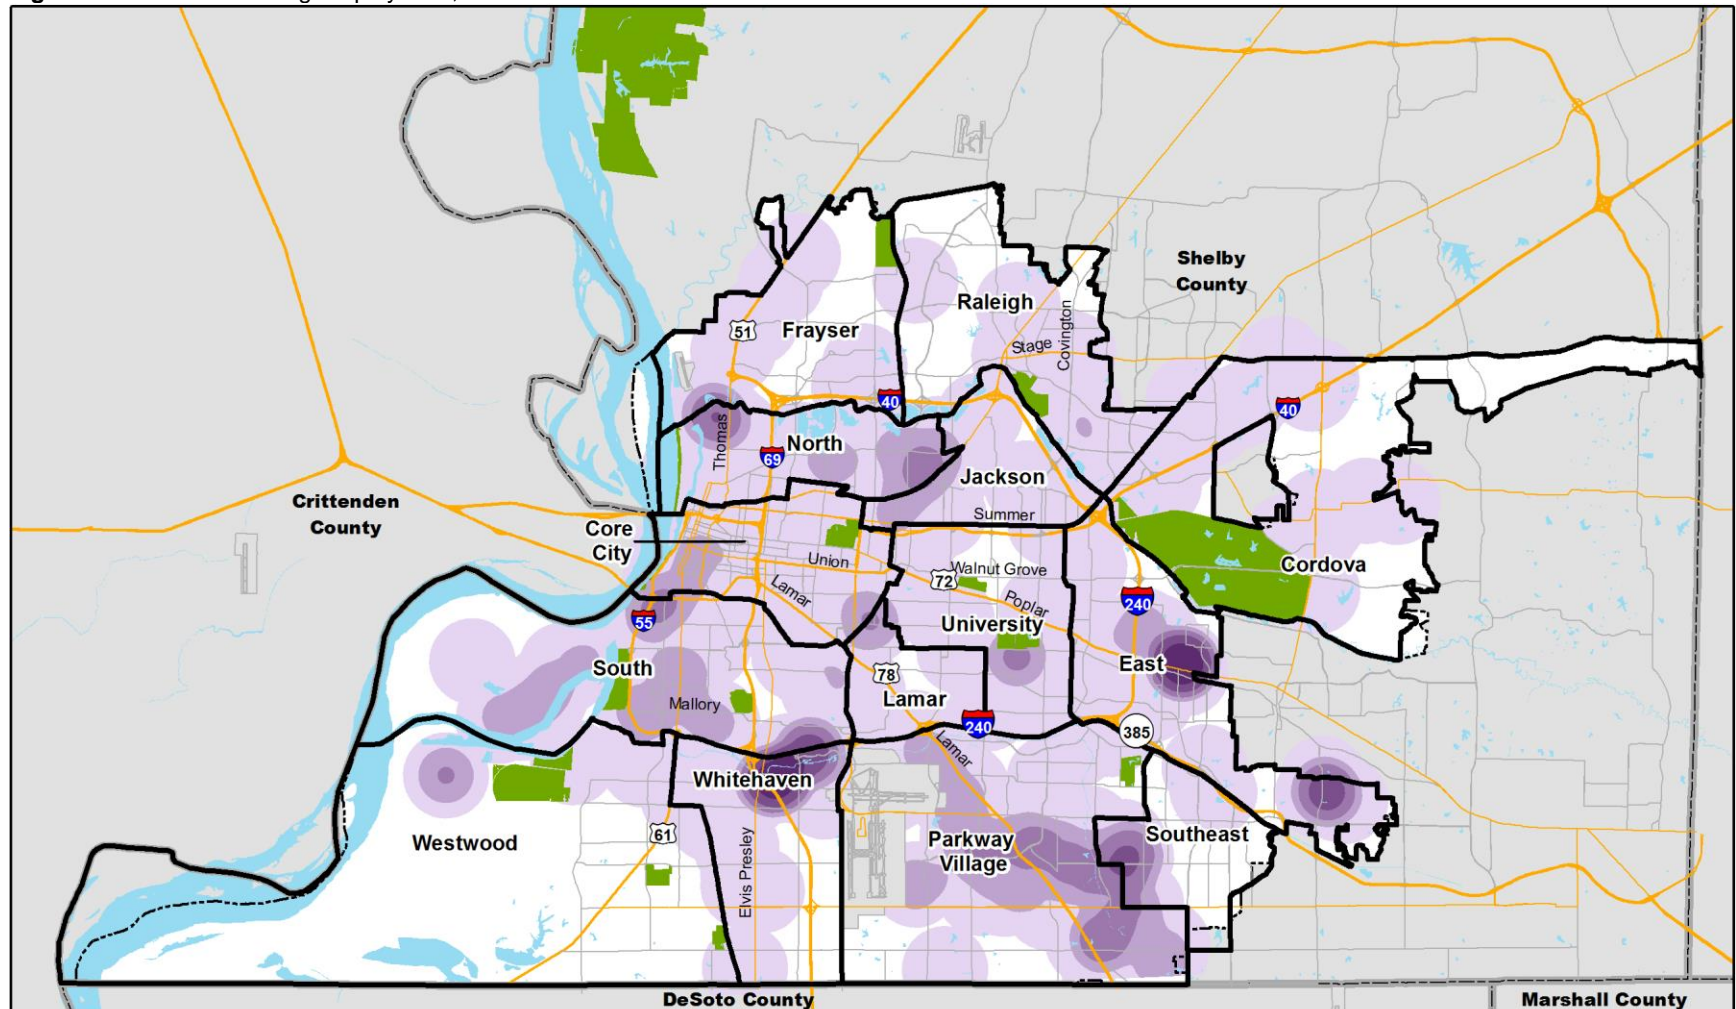 Shelby
County
Raleigh
Covington
Frayser
51
Stage
40
40
Thomas
North
69
Jackson
Crittenden
County
Summer
Core
City
Union
Walnut Grove
72
Cordova
Lamar
Poplar
240
55
University
South
East
78
Lamar
Mallory
240
385
Lamar
Whitehaven
61
Westwood
Southeast
Parkway
Village
Elvis Presley
DeSoto County
Marshall County